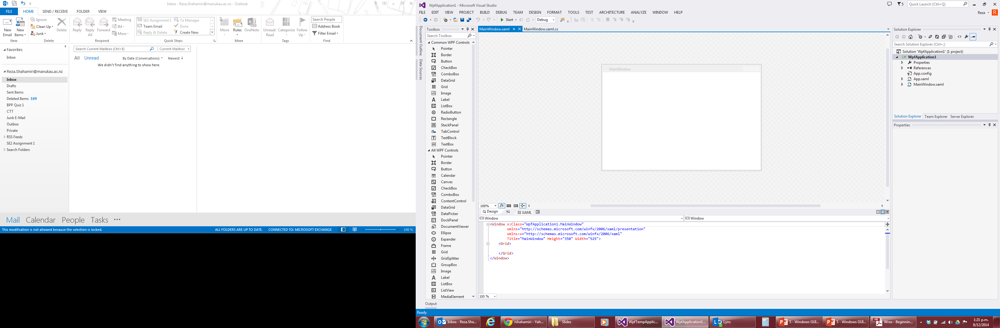 Inbox - Reza.Shahamiri@manukau.ac.nz - Outlook
FILE HOME SEND / RECEIVE FOLDER VIEW
New Email New Items
New
Ignore
Clean Up
Junk
Delete
Delete
Reply Reply All Forward
Meeting
IM
More
Respond
SE2 Assignment 1 To Manager
Team Email Done
Reply & Delete Create New
Quick Steps
Move Rules OneNote
Move
Unread/ Read Categorize Follow Up
Tags
Search People
Address Book
Filter Email
Find
Favorites
Inbox
Reza.Shahamiri@manukau.ac.nz
Inbox
Drafts
Sent Items
Deleted Items 169
BPP Quiz 1
CTT
Junk E-Mail
Outbox
Private
RSS Feeds
SE2 Assignment 1
Search Folders
Search Current Mailbox (Ctrl+E) Current Mailbox
All Unread By Date (Conversations) Newest
We didn't find anything to show here.
Mail Calendar People Tasks ...
This modification is not allowed because the selection is locked. ALL FOLDERS ARE UP TO DATE. CONNECTED TO: MICROSOFT EXCHANGE 100 %
WpfApplication1 - Microsoft Visual Studio 5 Quick Launch (Ctrl+Q)
FILE EDIT VIEW PROJECT BUILD DEBUG TEAM DESIGN FORMAT TOOLS TEST ARCHITECTURE ANALYZE WINDOW HELP Reza R
Start Debug
Document Outline
Data Sources
Toolbox
Search Toolbox
Common WPF Controls
Pointer
Border
Button
CheckBox
ComboBox
DataGrid
Grid
Image
Label
ListBox
RadioButton
Rectangle
StackPanel
TabControl
TextBlock
TextBox
All WPF Controls
Pointer
Border
Button
Calendar
Canvas
CheckBox
ComboBox
ContentControl
DataGrid
DatePicker
DockPanel
DocumentViewer
Ellipse
Expander
Frame
Grid
GridSplitter
GroupBox
Image
Label
ListBox
ListView
MediaElement
MainWindow.xaml MainWindow.xaml.cs
MainWindow
100% fx
Design XAML
Window Window
<Window x:Class="WpfApplication1.MainWindow"
xmlns="http://schemas.microsoft.com/winfx/2006/xaml/presentation"
xmlns:x="http://schemas.microsoft.com/winfx/2006/xaml"
Title="MainWindow" Height="350" Width="525">
<Grid>
</Grid>
</Window>
100 %
Solution Explorer
Search Solution Explorer (Ctrl+;)
Solution 'WpfApplication1' (1 project)
WpfApplication1
Properties
References
App.config
App.xaml
MainWindow.xaml
Solution Explorer Team Explorer Server Explorer
Properties
Output
Ready
Inbox - Reza.Sha... rshahamiri - Yah... Slides WpfTempApplic... WpfApplication1... Lync 5 - Windows GUI... 5 - Windows GUI... Wrox - Beginnin... 1:21 p.m.
8/12/2014